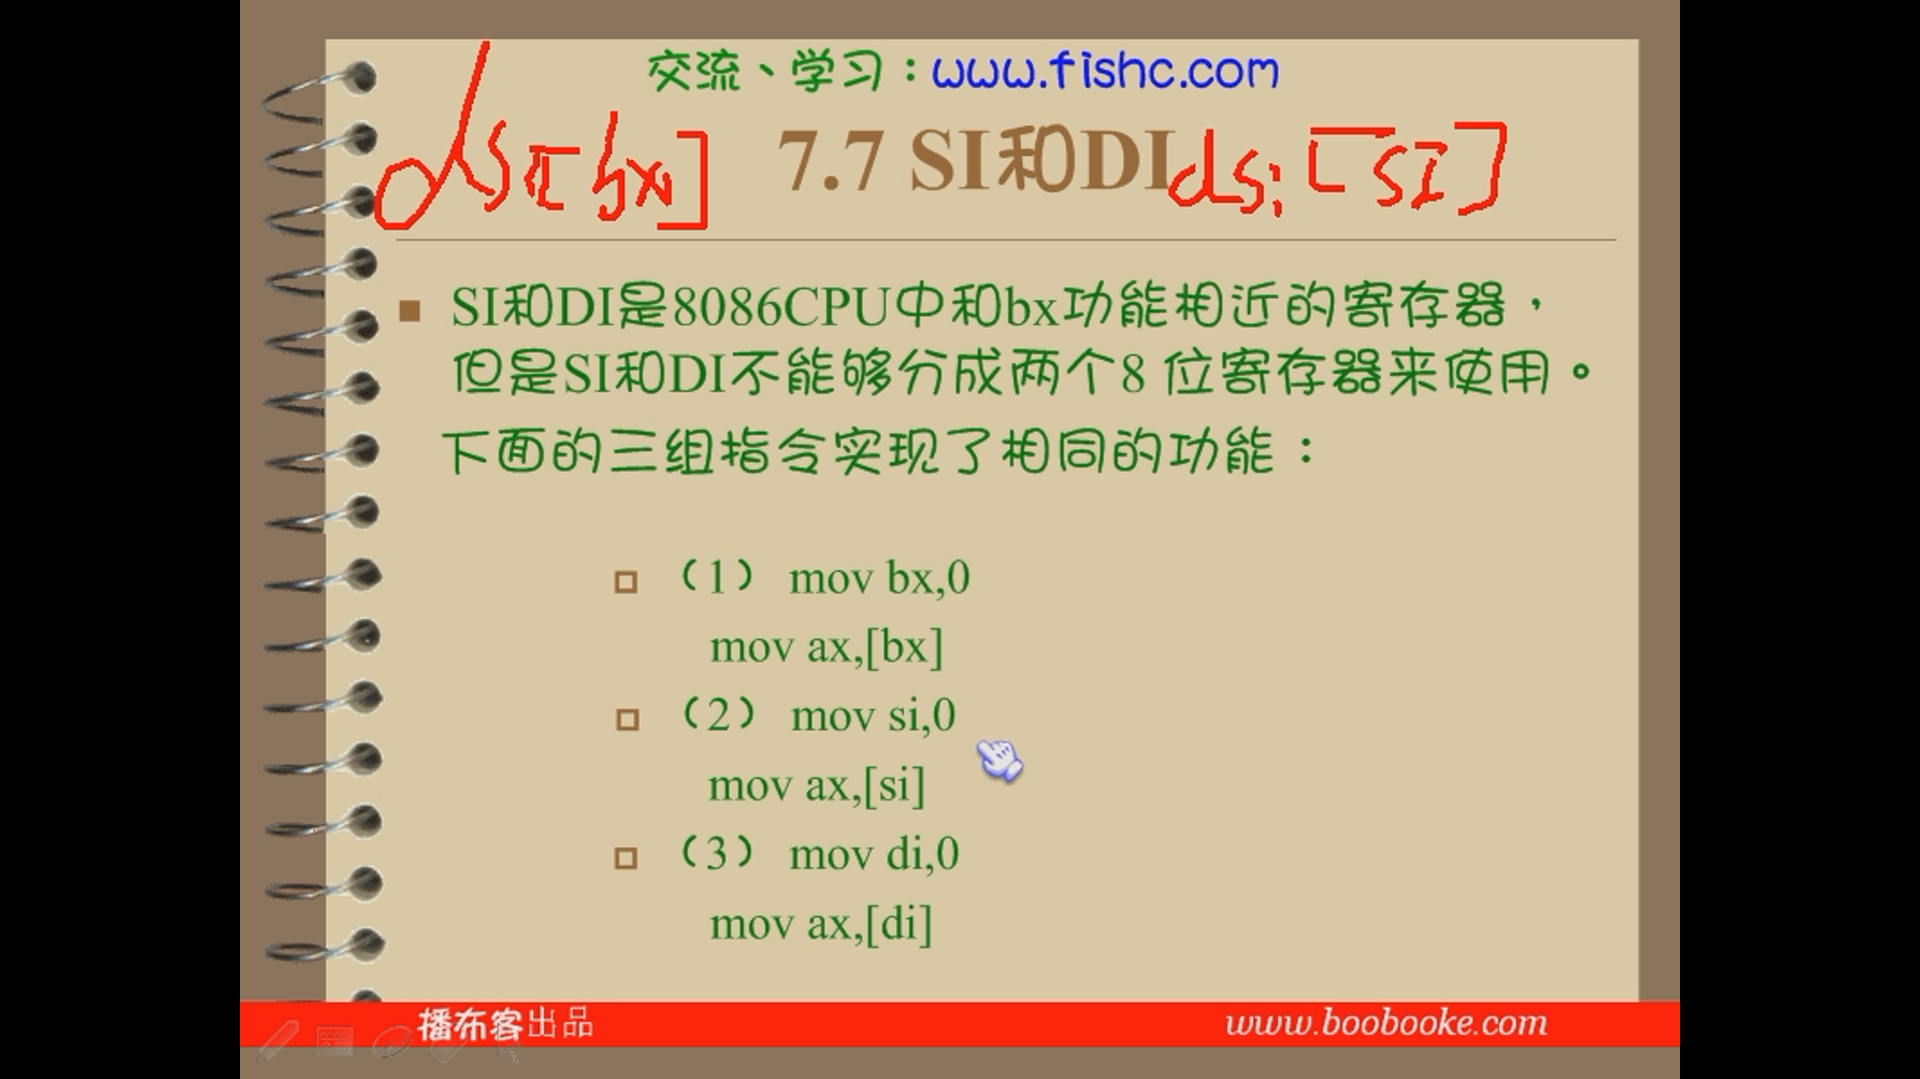 交流、学习：www.fishc.com
ds:[bx]
7.7 SI和DI
ds:[SI]
SI和DI是8086CPU中和bx功能相近的寄存器，
但是SI和DI不能够分成两个8 位寄存器来使用。
下面的三组指令实现了相同的功能：
（1） mov bx,0
mov ax,[bx]
（2） mov si,0
mov ax,[si]
（3） mov di,0
mov ax,[di]
播布客出品
www.boobooke.com